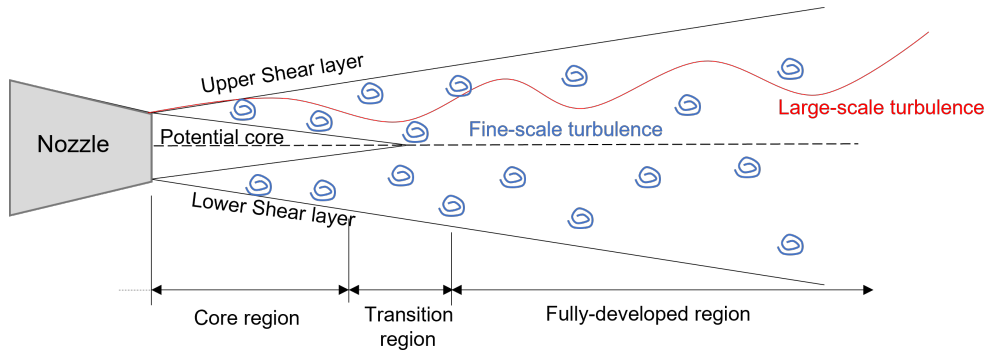 Upper Shear layer
Large-scale turbulence
Nozzle
Potential core
Fine-scale turbulence
Lower Shear layer
Core region
Transition
region
Fully-developed region